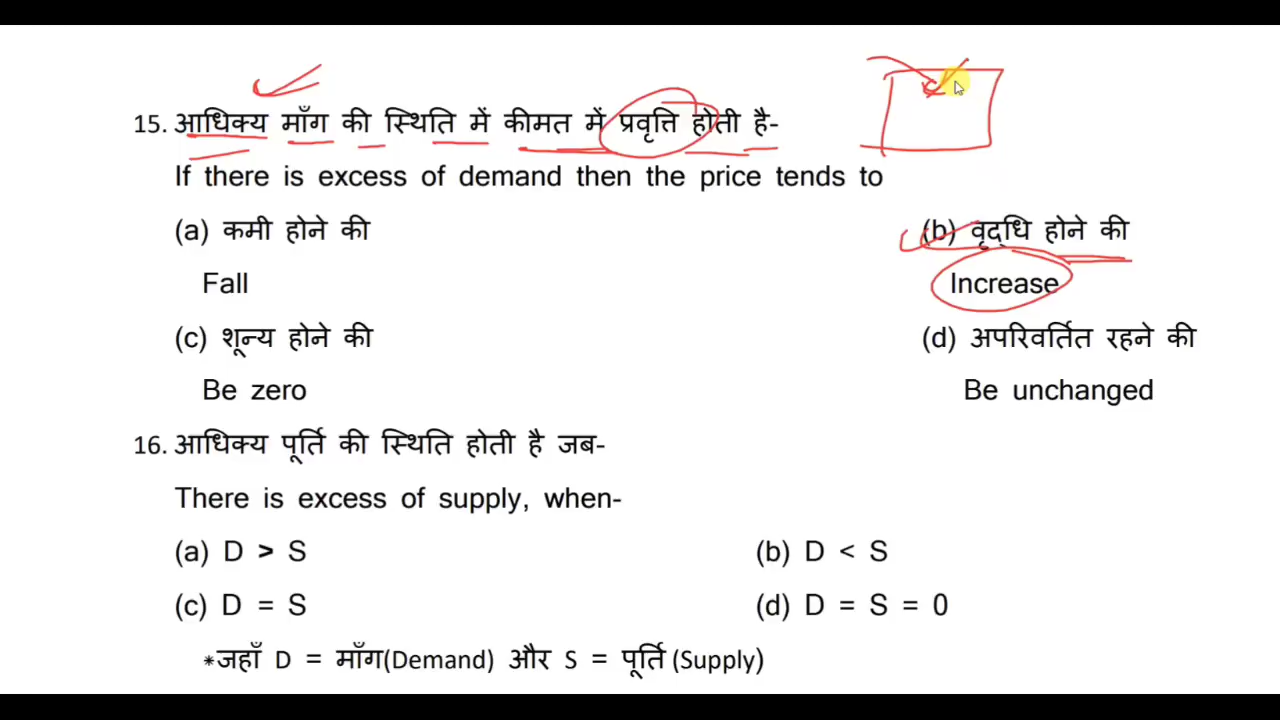 15. आधिक्य माँग की स्थिति में कीमत में प्रवृत्ति होती है-
If there is excess of demand then the price tends to
(a) कमी होने की (b) वृद्धि होने की
Fall Increase
(c) शून्य होने की (d) अपरिवर्तित रहने की
Be zero Be unchanged
16. आधिक्य पूर्ति की स्थिति होती है जब-
There is excess of supply, when-
(a) D > S (b) D < S
(c) D = S (d) D = S = 0
*जहाँ D = माँग(Demand) और S = पूर्ति (Supply)